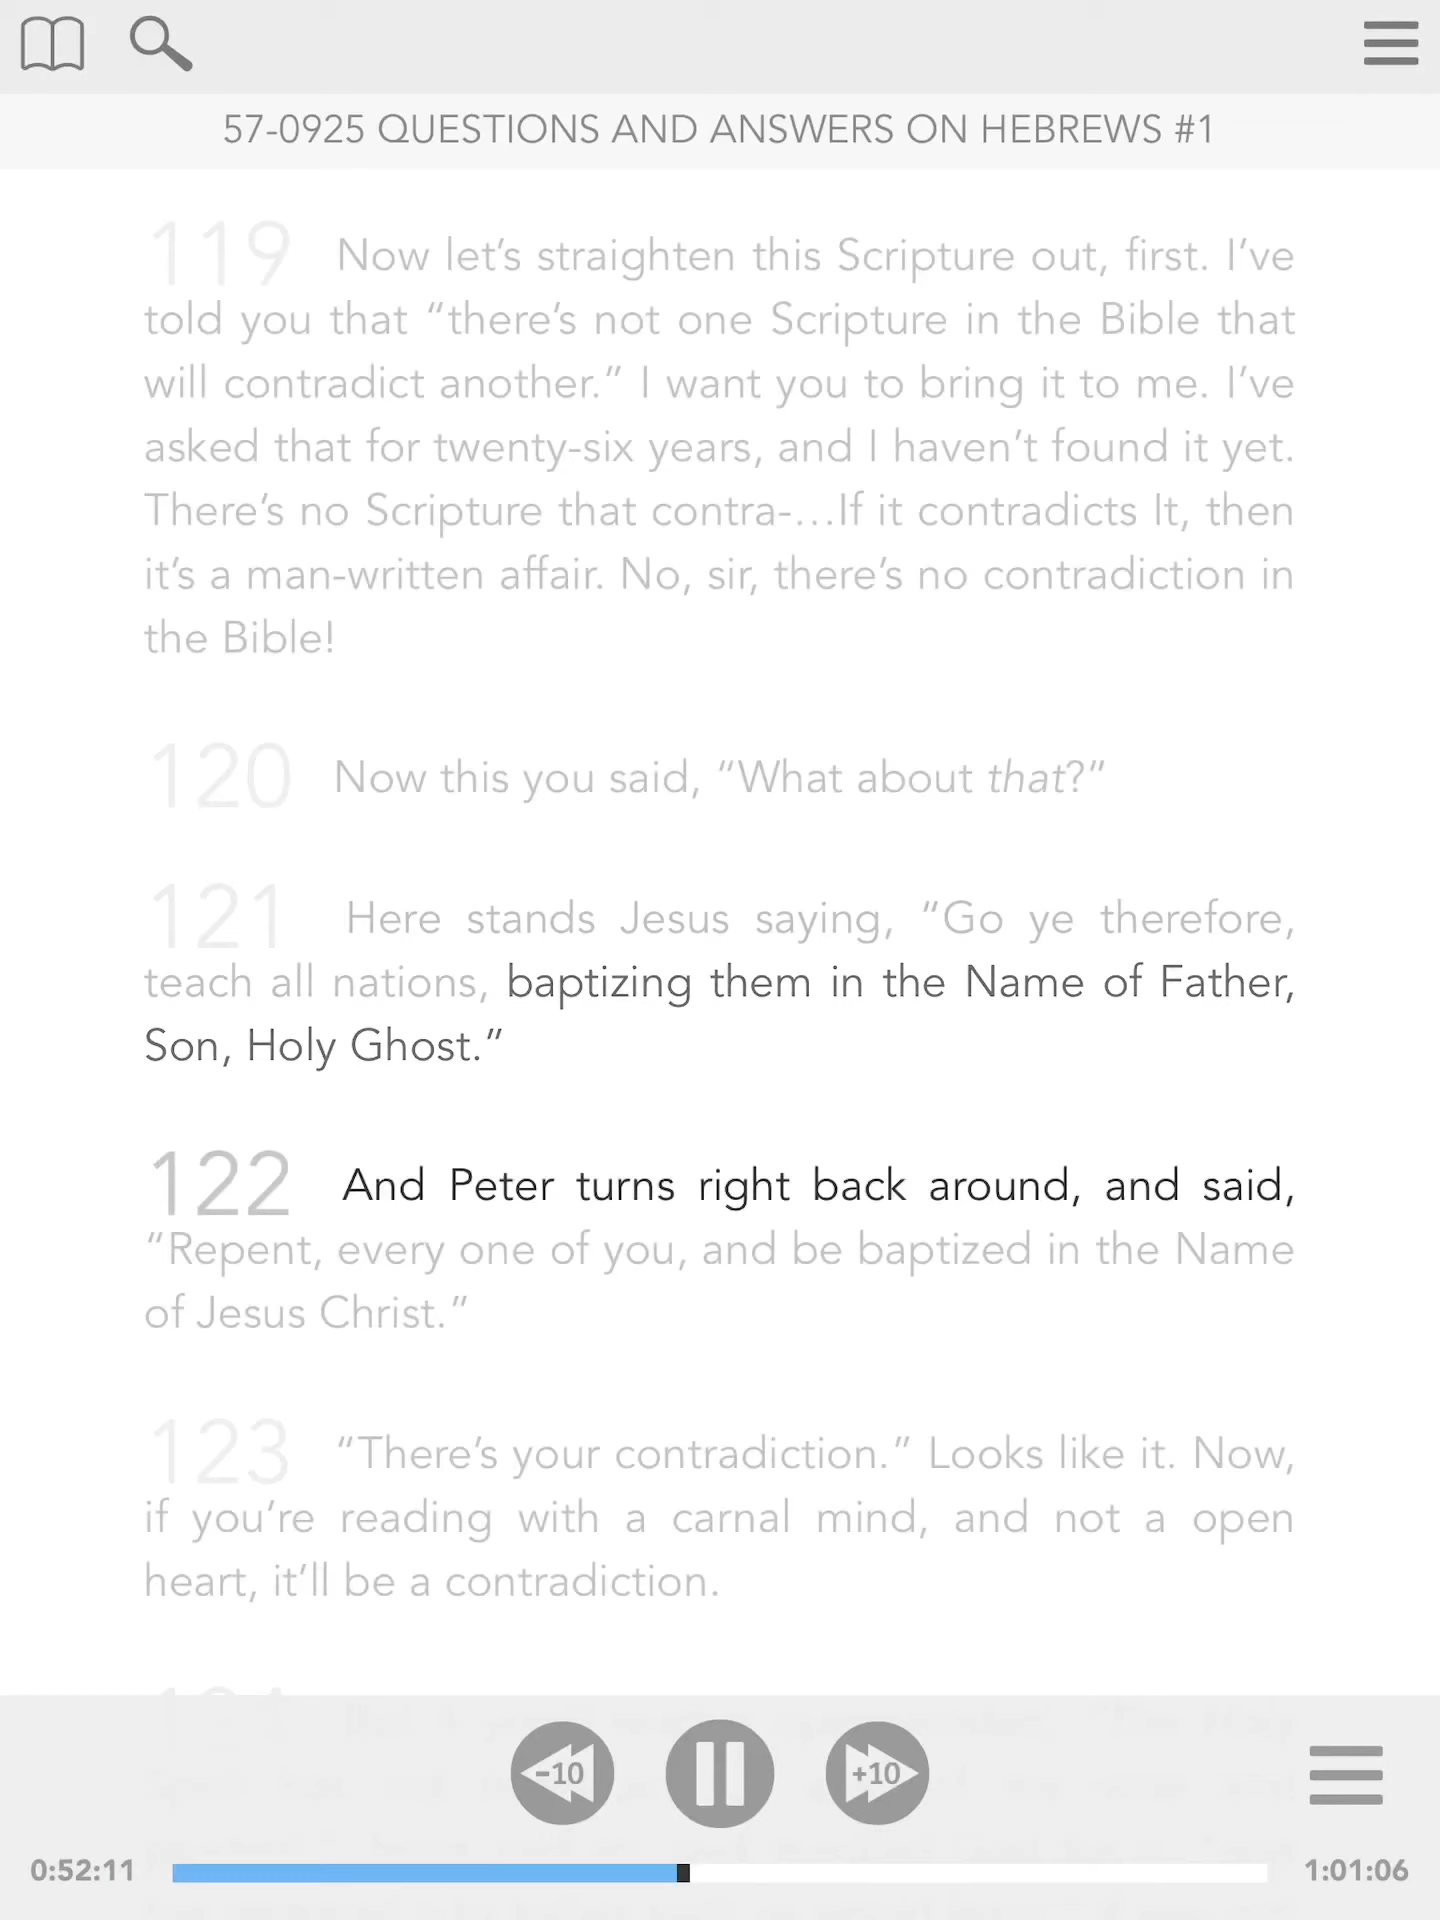 57-0925 QUESTIONS AND ANSWERS ON HEBREWS #1
119 Now let’s straighten this Scripture out, first. I’ve
told you that “there’s not one Scripture in the Bible that
will contradict another.” I want you to bring it to me. I’ve
asked that for twenty-six years, and I haven’t found it yet.
There’s no Scripture that contra-…If it contradicts It, then
it’s a man-written affair. No, sir, there’s no contradiction in
the Bible!
120 Now this you said, “What about that?”
121 Here stands Jesus saying, “Go ye therefore,
teach all nations, baptizing them in the Name of Father,
Son, Holy Ghost.”
122 And Peter turns right back around, and said,
“Repent, every one of you, and be baptized in the Name
of Jesus Christ.”
123 “There’s your contradiction.” Looks like it. Now,
if you’re reading with a carnal mind, and not a open
heart, it’ll be a contradiction.
-10 +10
0:52:11 1:01:06